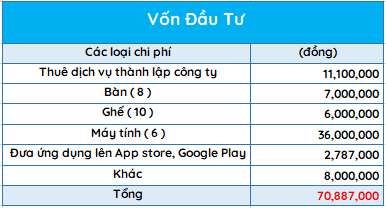 Vốn Đầu Tư
Các loại chi phí (đồng)
Thuê dịch vụ thành lập công ty 11,100,000
Bàn ( 8 ) 7,000,000
Ghế ( 10 ) 6,000,000
Máy tính ( 6 ) 36,000,000
Đưa ứng dụng lên App store, Google Play 2,787,000
Khác 8,000,000
Tổng 70,887,000